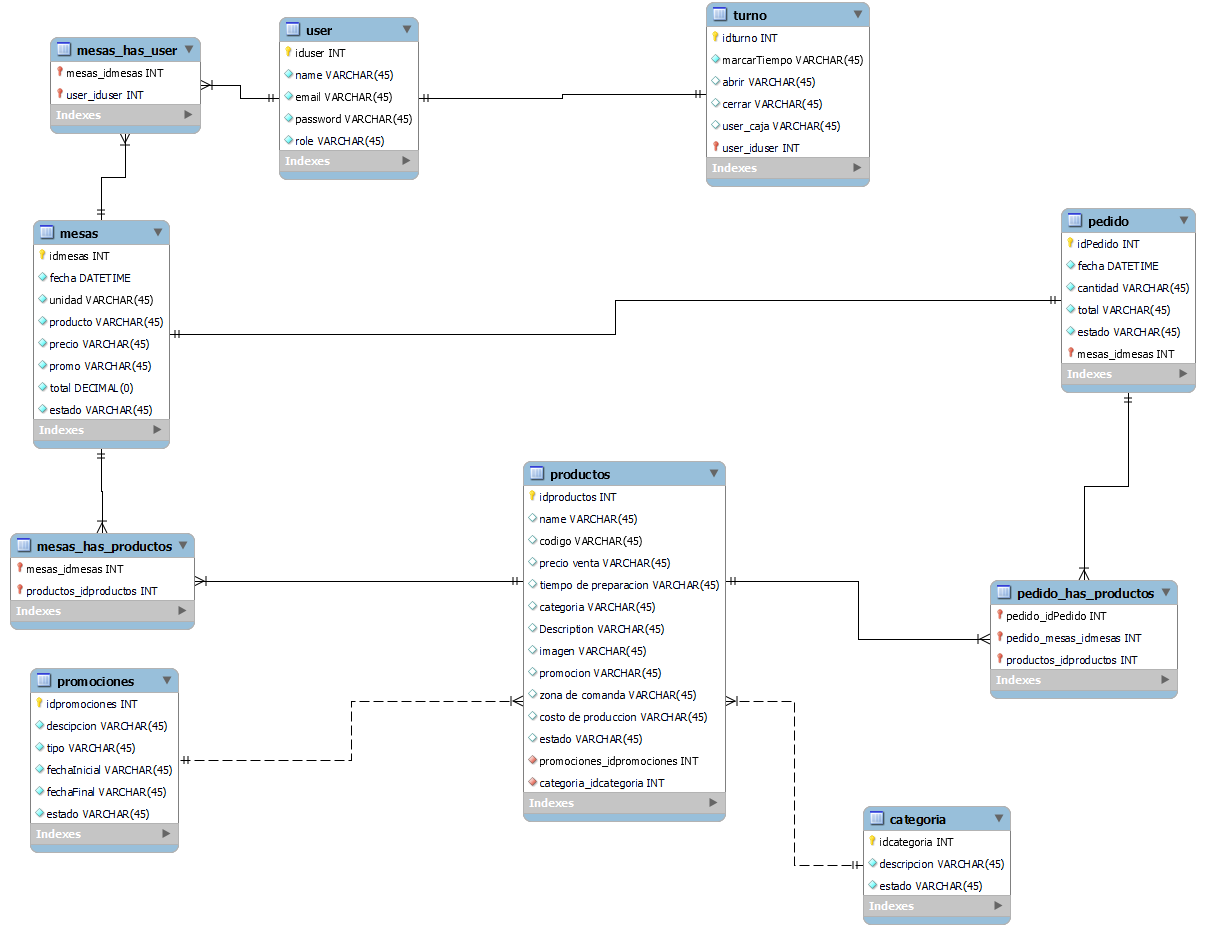 mesas_has_user
mesas_idmesas INT
user_iduser INT
Indexes
user
iduser INT
name VARCHAR(45)
email VARCHAR(45)
password VARCHAR(45)
role VARCHAR(45)
Indexes
turno
idturno INT
marcarTiempo VARCHAR(45)
abrir VARCHAR(45)
cerrar VARCHAR(45)
user_caja VARCHAR(45)
user_iduser INT
Indexes
mesas
idmesas INT
fecha DATETIME
unidad VARCHAR(45)
producto VARCHAR(45)
precio VARCHAR(45)
promo VARCHAR(45)
total DECIMAL(0)
estado VARCHAR(45)
Indexes
pedido
idPedido INT
fecha DATETIME
cantidad VARCHAR(45)
total VARCHAR(45)
estado VARCHAR(45)
mesas_idmesas INT
Indexes
mesas_has_productos
mesas_idmesas INT
productos_idproductos INT
Indexes
productos
idproductos INT
name VARCHAR(45)
codigo VARCHAR(45)
precio venta VARCHAR(45)
tiempo de preparacion VARCHAR(45)
categoria VARCHAR(45)
Description VARCHAR(45)
imagen VARCHAR(45)
promocion VARCHAR(45)
zona de comanda VARCHAR(45)
costo de produccion VARCHAR(45)
estado VARCHAR(45)
promociones_idpromociones INT
categoria_idcategoria INT
Indexes
pedido_has_productos
pedido_idPedido INT
pedido_mesas_idmesas INT
productos_idproductos INT
Indexes
promociones
idpromociones INT
descipcion VARCHAR(45)
tipo VARCHAR(45)
fechaInicial VARCHAR(45)
fechaFinal VARCHAR(45)
estado VARCHAR(45)
Indexes
categoria
idcategoria INT
descripcion VARCHAR(45)
estado VARCHAR(45)
Indexes